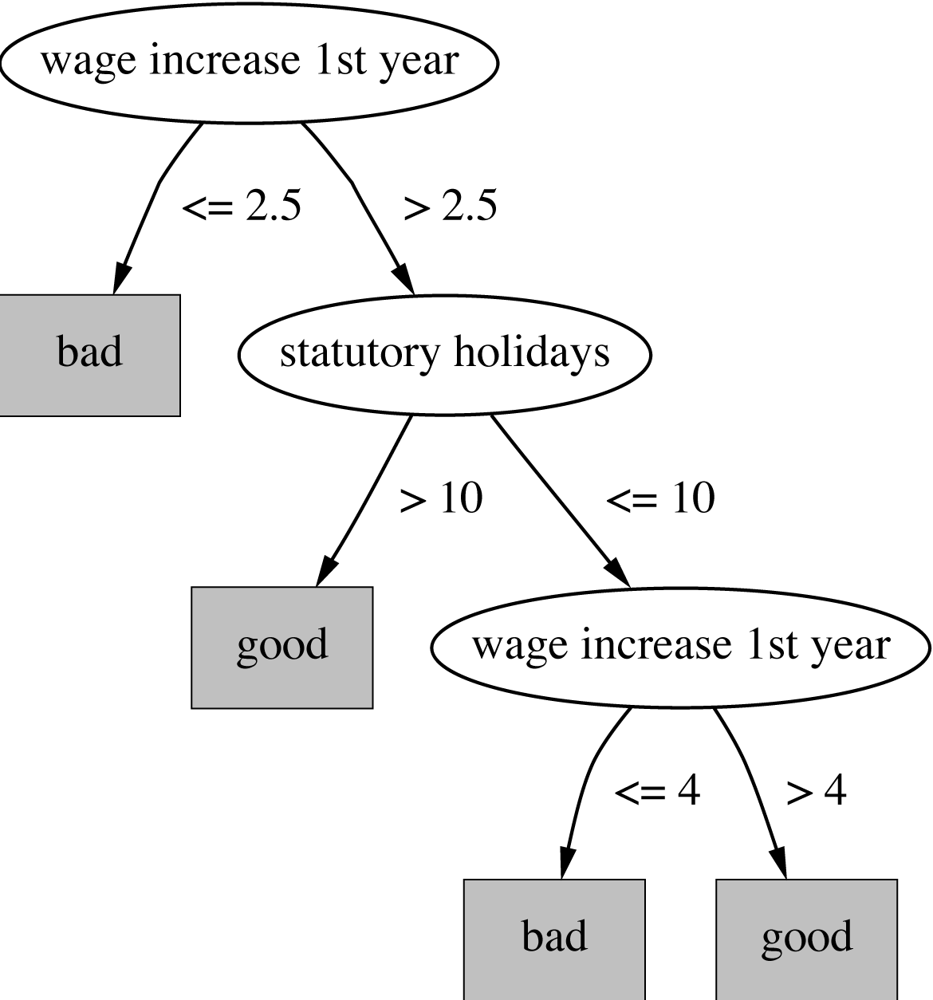 wage increase 1st year
<= 2.5
> 2.5
bad
statutory holidays
> 10
<= 10
good
wage increase 1st year
<= 4
> 4
bad
good